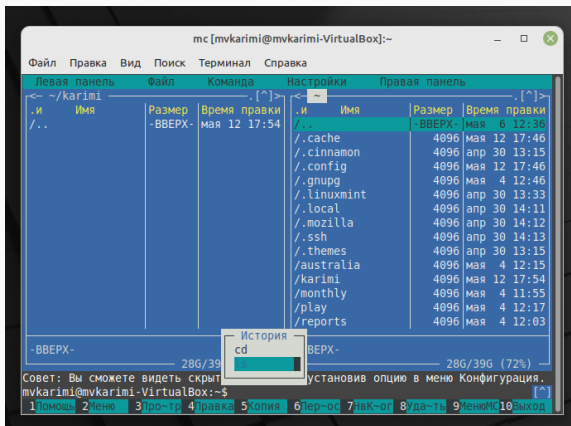 mc [mvkarimi@mvkarimi-VirtualBox]:~
Файл Правка Вид Поиск Терминал Справка
Левая панель Файл Команда Настройки Правая панель
<— ~/karimi .[^]> <— ~ .[^]>
.и Имя Размер Время правки .и Имя Размер Время правки
/.. -ВВЕРХ- мая 12 17:54 /.. -ВВЕРХ- мая 6 12:36
/.cache 4096 мая 12 17:46
/.cinnamon 4096 апр 30 13:15
/.config 4096 мая 12 17:46
/.gnupg 4096 мая 4 12:46
/.linuxmint 4096 апр 30 13:33
/.local 4096 апр 30 14:11
/.mozilla 4096 апр 30 14:12
/.ssh 4096 апр 30 14:13
/.themes 4096 апр 30 13:15
/australia 4096 мая 4 12:15
/karimi 4096 мая 12 17:54
/monthly 4096 мая 4 11:55
/play 4096 мая 4 12:17
/reports 4096 мая 4 12:03
История
-ВВЕРХ- cd ВЕРХ-
28G/39 ls 28G/39G (72%)
Совет: Вы сможете видеть скрыт установив опцию в меню Конфигурация.
mvkarimi@mvkarimi-VirtualBox:~$ [^]
1Помощь 2Меню 3Про~тр 4Правка 5Копия 6Пер~ос 7НвК~ог 8Уда~ть 9МенюMC 10Выход